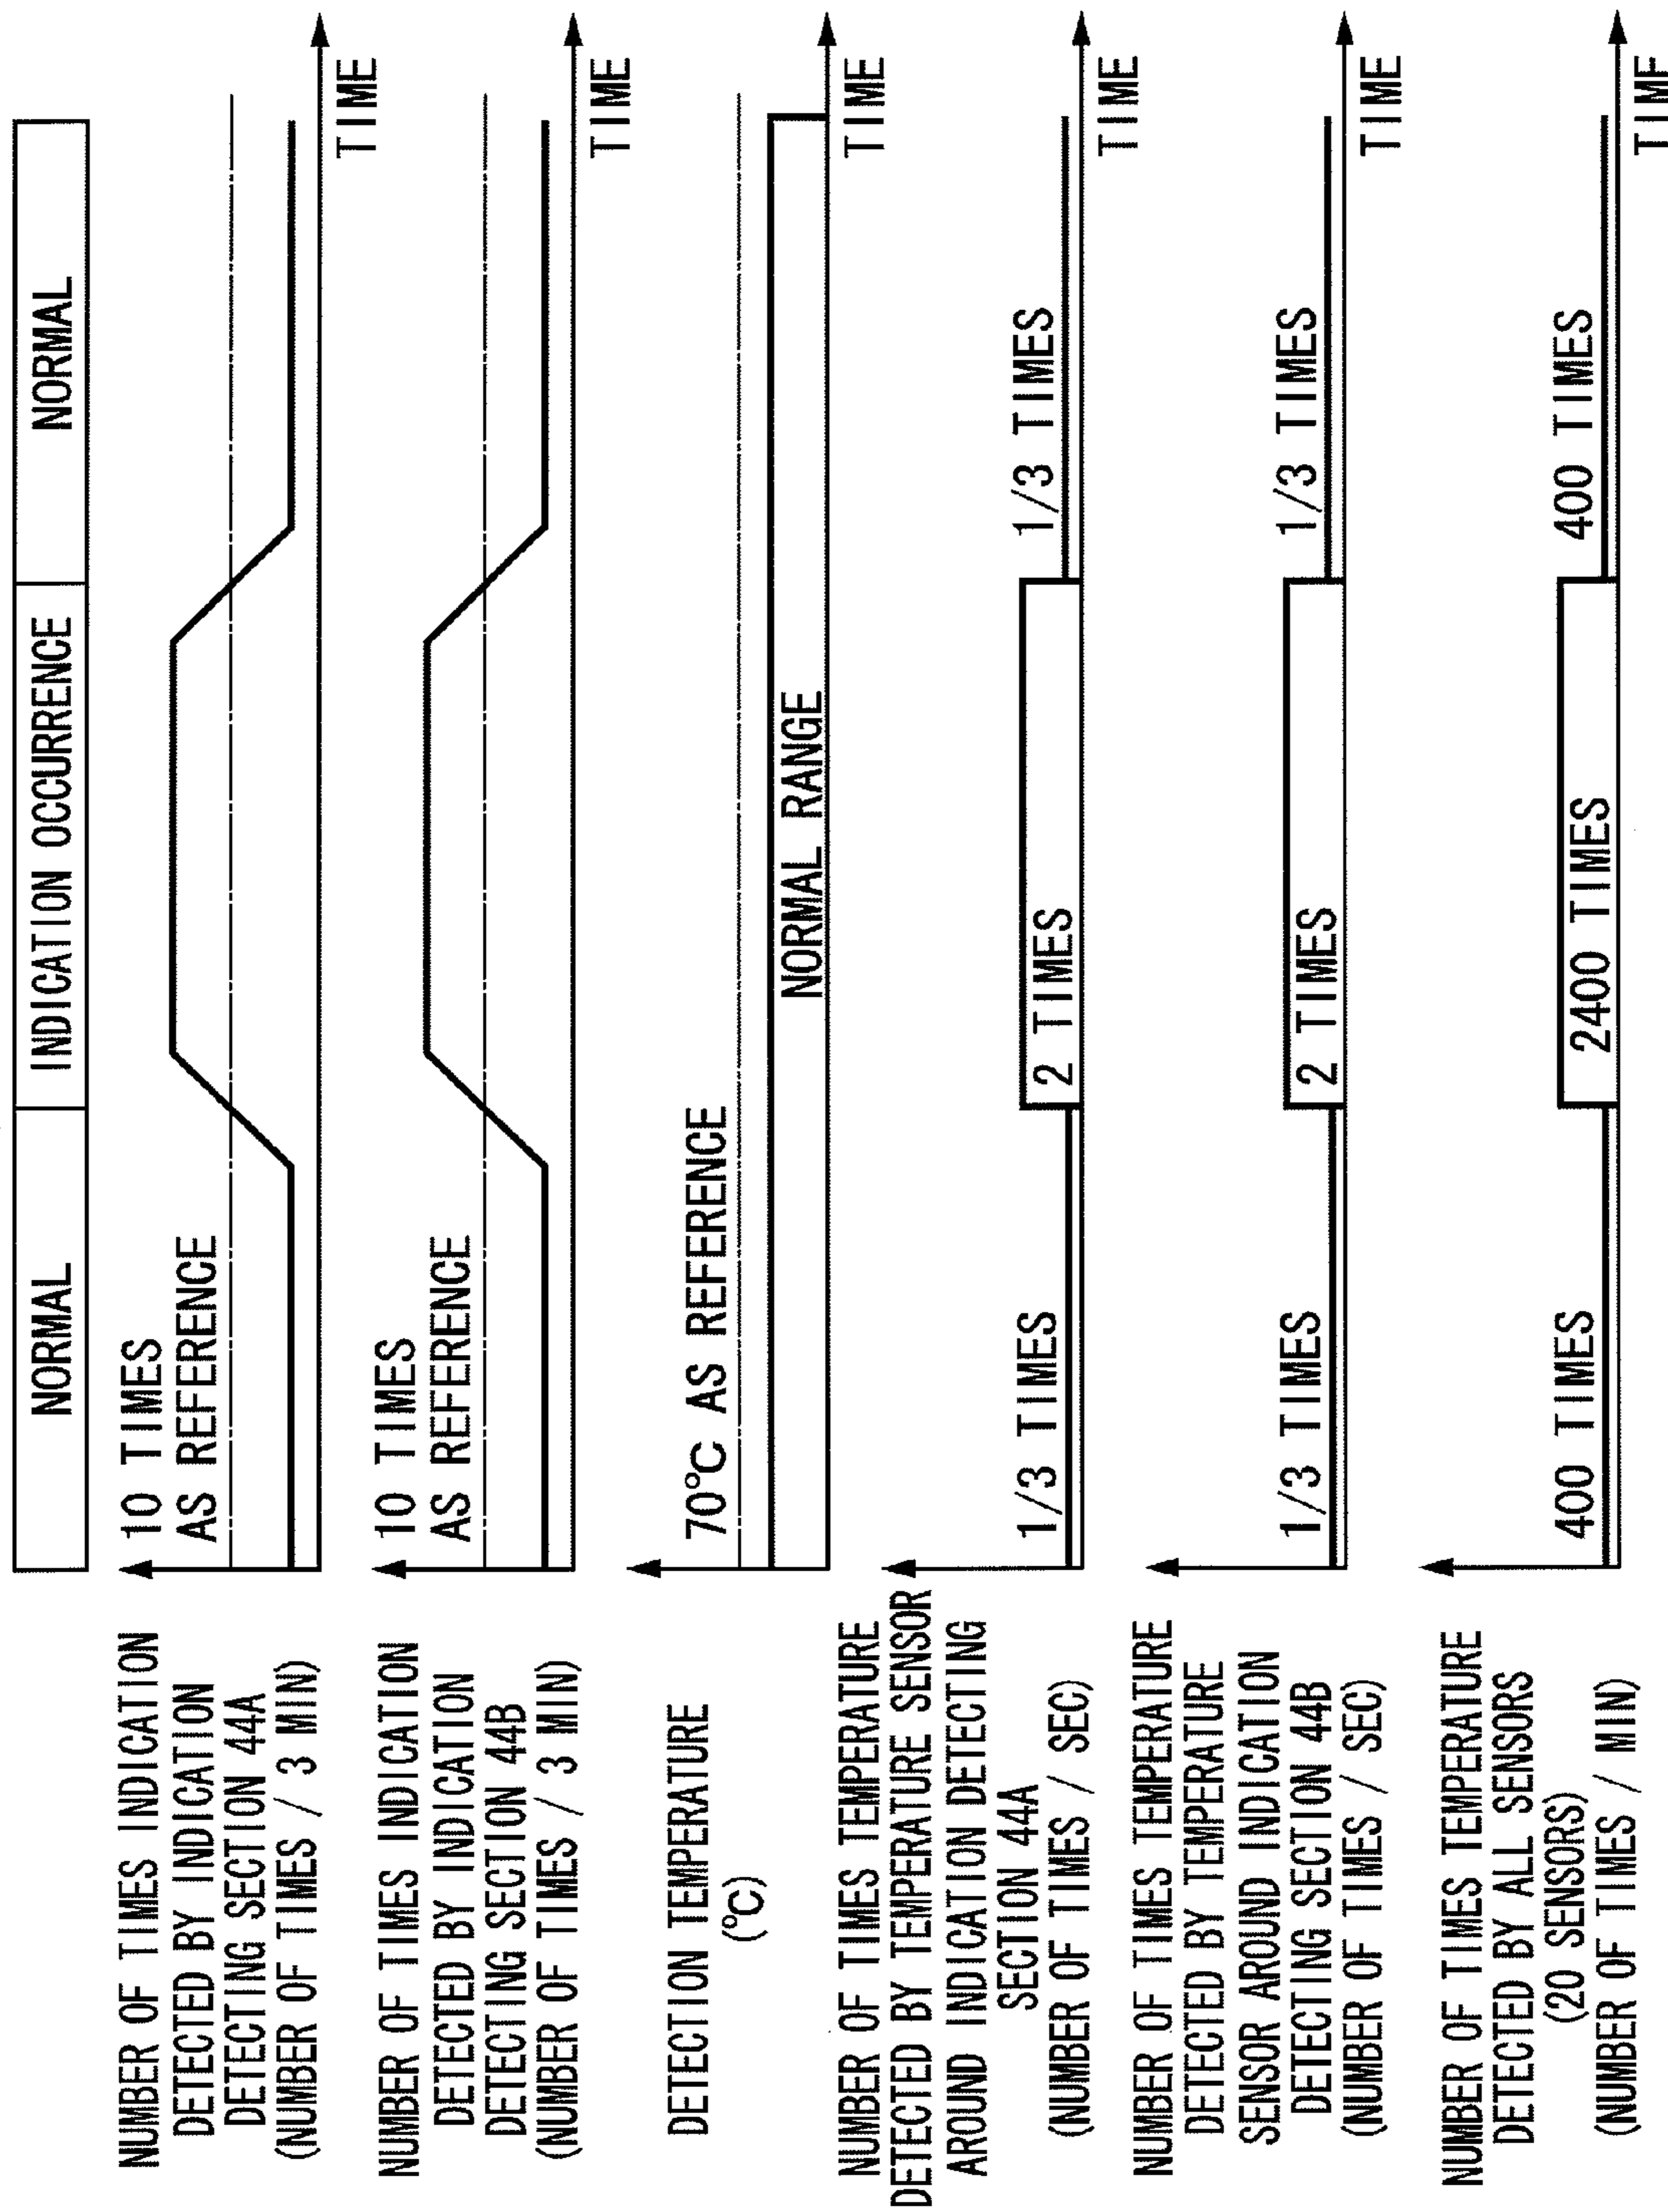 NORMAL
INDICATION OCCURRENCE
NORMAL
NUMBER OF TIMES INDICATION
DETECTED BY INDICATION
DETECTING SECTION 44A
(NUMBER OF TIMES / 3 MIN)
10 TIMES
AS REFERENCE
TIME
NUMBER OF TIMES INDICATION
DETECTED BY INDICATION
DETECTING SECTION 44B
(NUMBER OF TIMES / 3 MIN)
10 TIMES
AS REFERENCE
TIME
DETECTION TEMPERATURE
(°C)
70°C AS REFERENCE
NORMAL RANGE
TIME
NUMBER OF TIMES TEMPERATURE
DETECTED BY TEMPERATURE SENSOR
AROUND INDICATION DETECTING
SECTION 44A
(NUMBER OF TIMES / SEC)
1/3 TIMES
2 TIMES
1/3 TIMES
TIME
NUMBER OF TIMES TEMPERATURE
DETECTED BY TEMPERATURE
SENSOR AROUND INDICATION
DETECTING SECTION 44B
(NUMBER OF TIMES / SEC)
1/3 TIMES
2 TIMES
1/3 TIMES
TIME
NUMBER OF TIMES TEMPERATURE
DETECTED BY ALL SENSORS
(20 SENSORS)
(NUMBER OF TIMES / MIN)
400 TIMES
2400 TIMES
400 TIMES
TIME